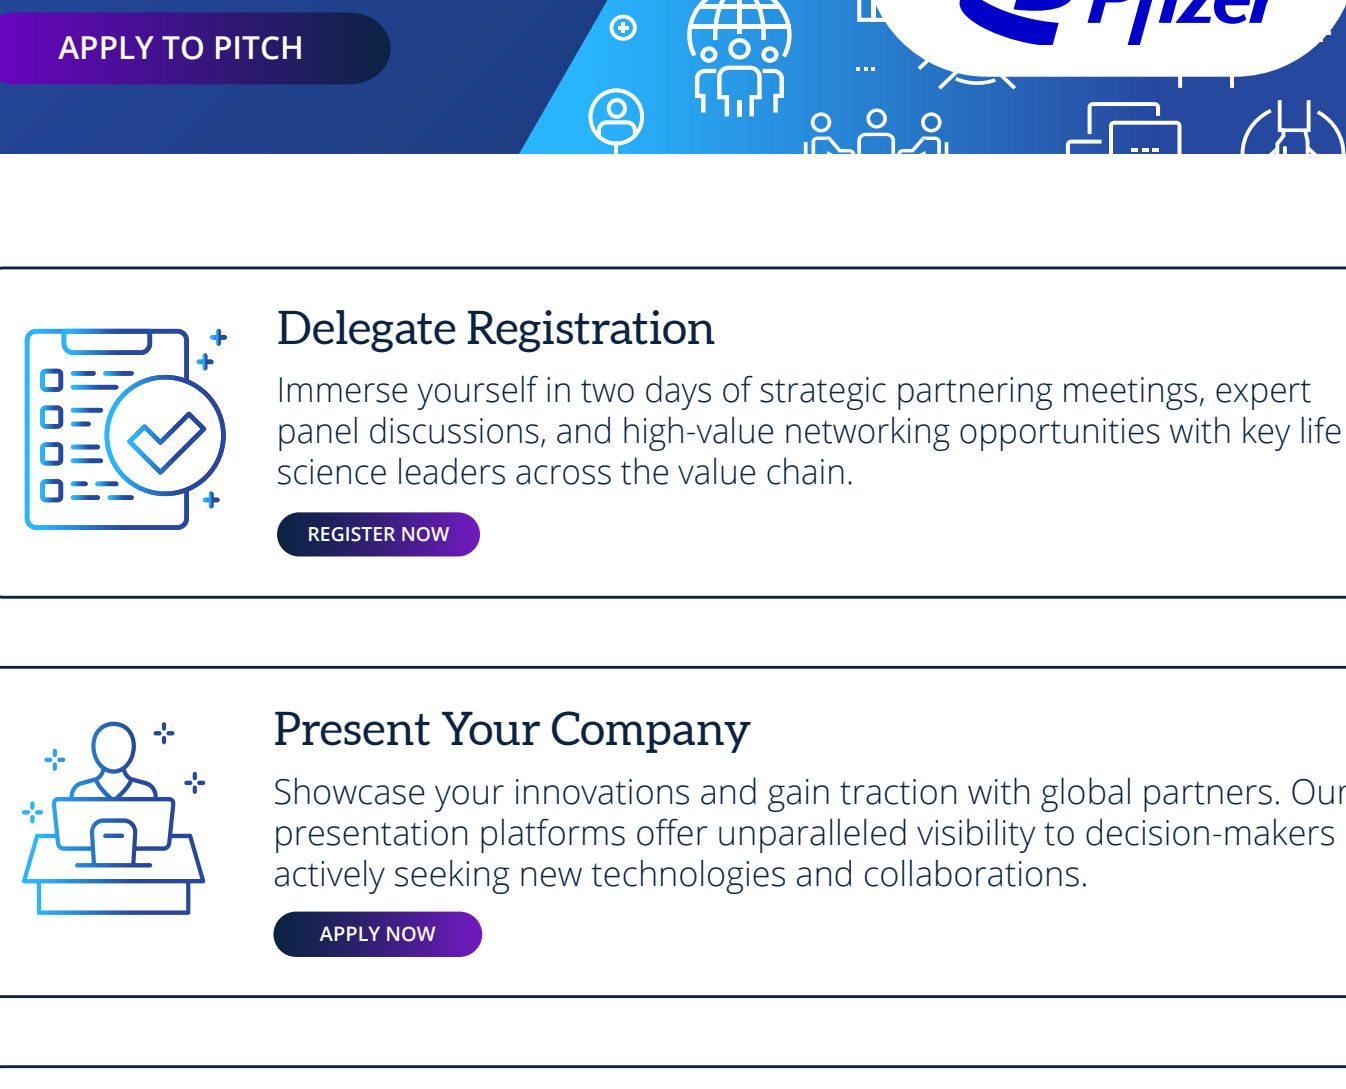 APPLY TO PITCH
Pfizer
Delegate Registration
Immerse yourself in two days of strategic partnering meetings, expert
panel discussions, and high-value networking opportunities with key life
science leaders across the value chain.
REGISTER NOW
Present Your Company
Showcase your innovations and gain traction with global partners. Our
presentation platforms offer unparalleled visibility to decision-makers
actively seeking new technologies and collaborations.
APPLY NOW